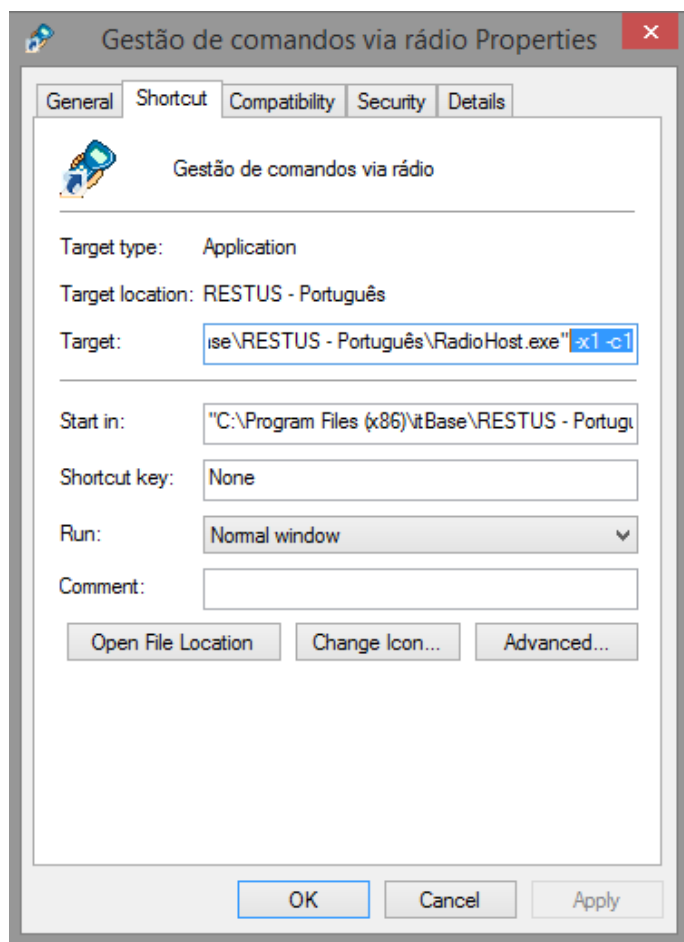 Gestão de comandos via rádio Properties
General Shortcut Compatibility Security Details
Gestão de comandos via rádio
Target type: Application
Target location: RESTUS - Português
Target: ıse\RESTUS - Português\RadioHost.exe" -x1 -c1
Start in: "C:\Program Files (x86)\itBase\RESTUS - Portugu
Shortcut key: None
Run: Normal window
Comment:
Open File Location Change Icon... Advanced...
OK Cancel Apply